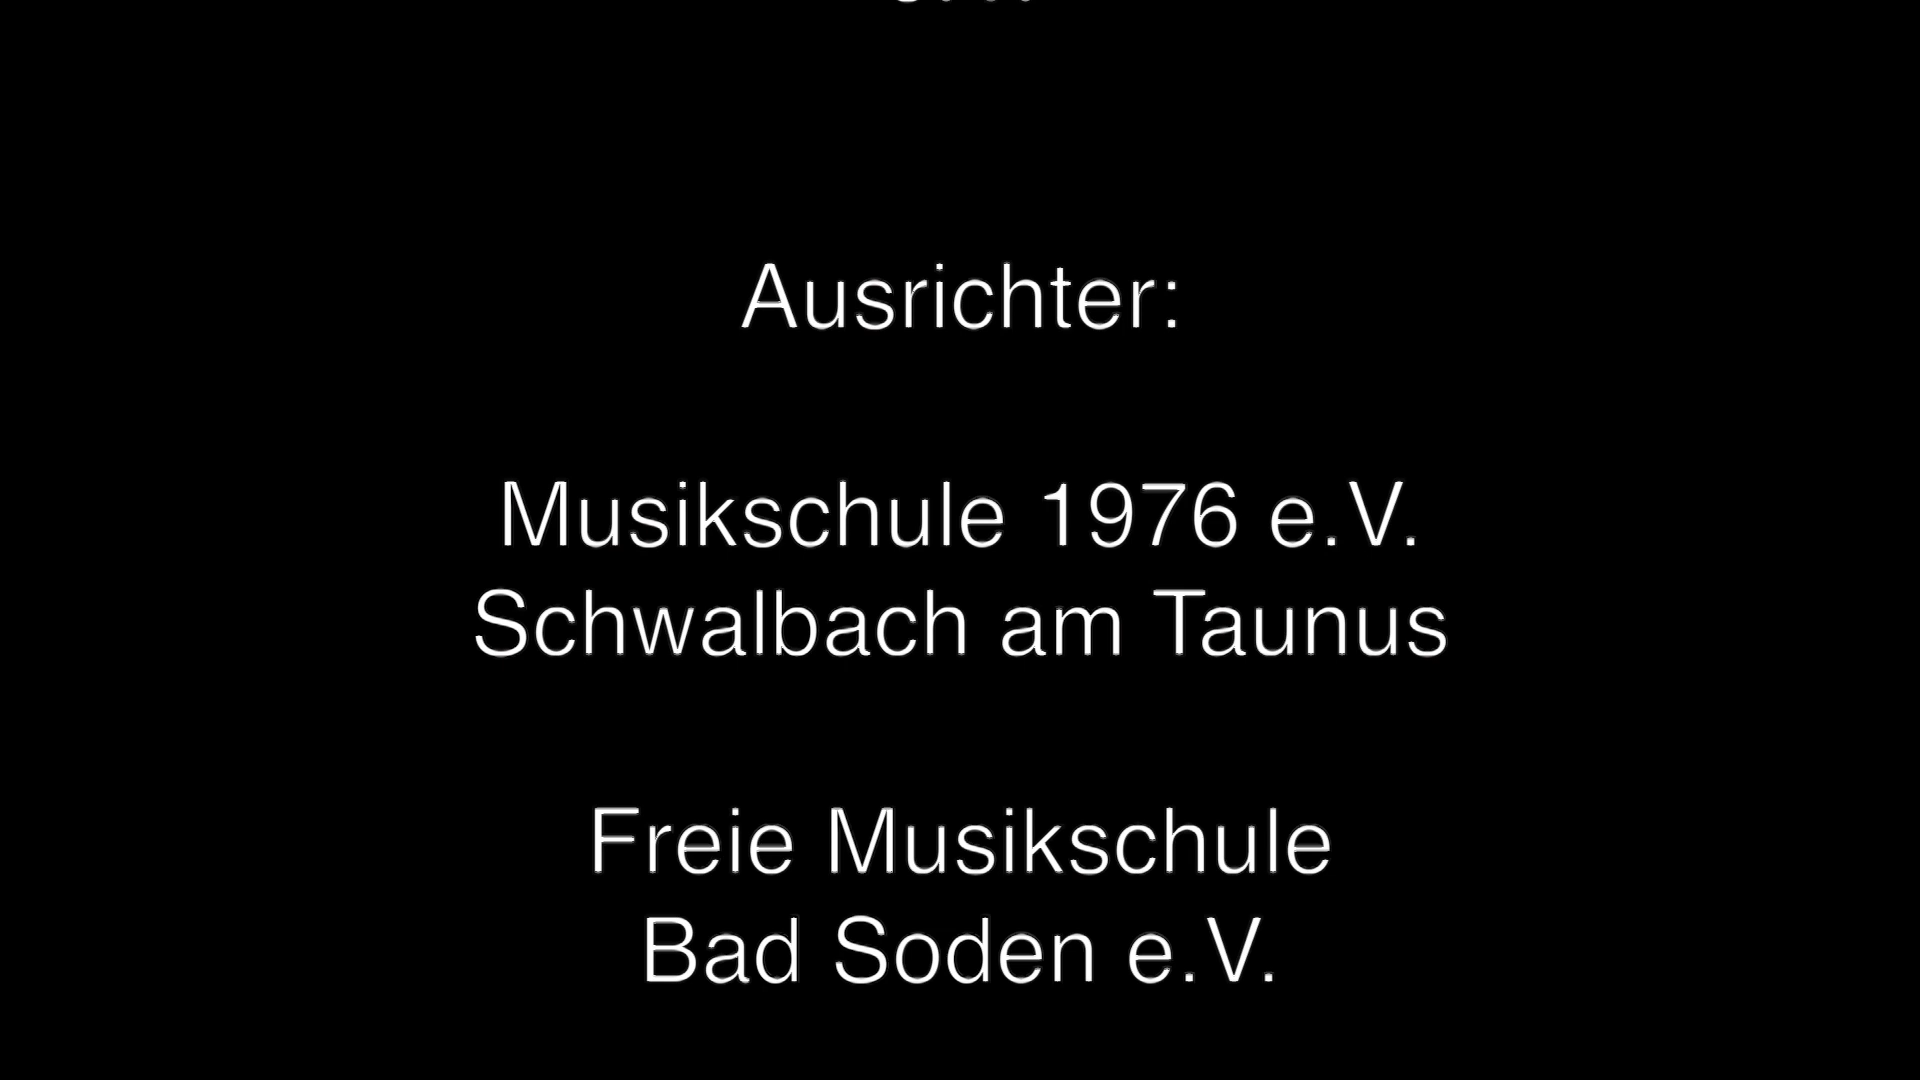 Ausrichter:
Musikschule 1976 e.V.
Schwalbach am Taunus
Freie Musikschule
Bad Soden e.V.